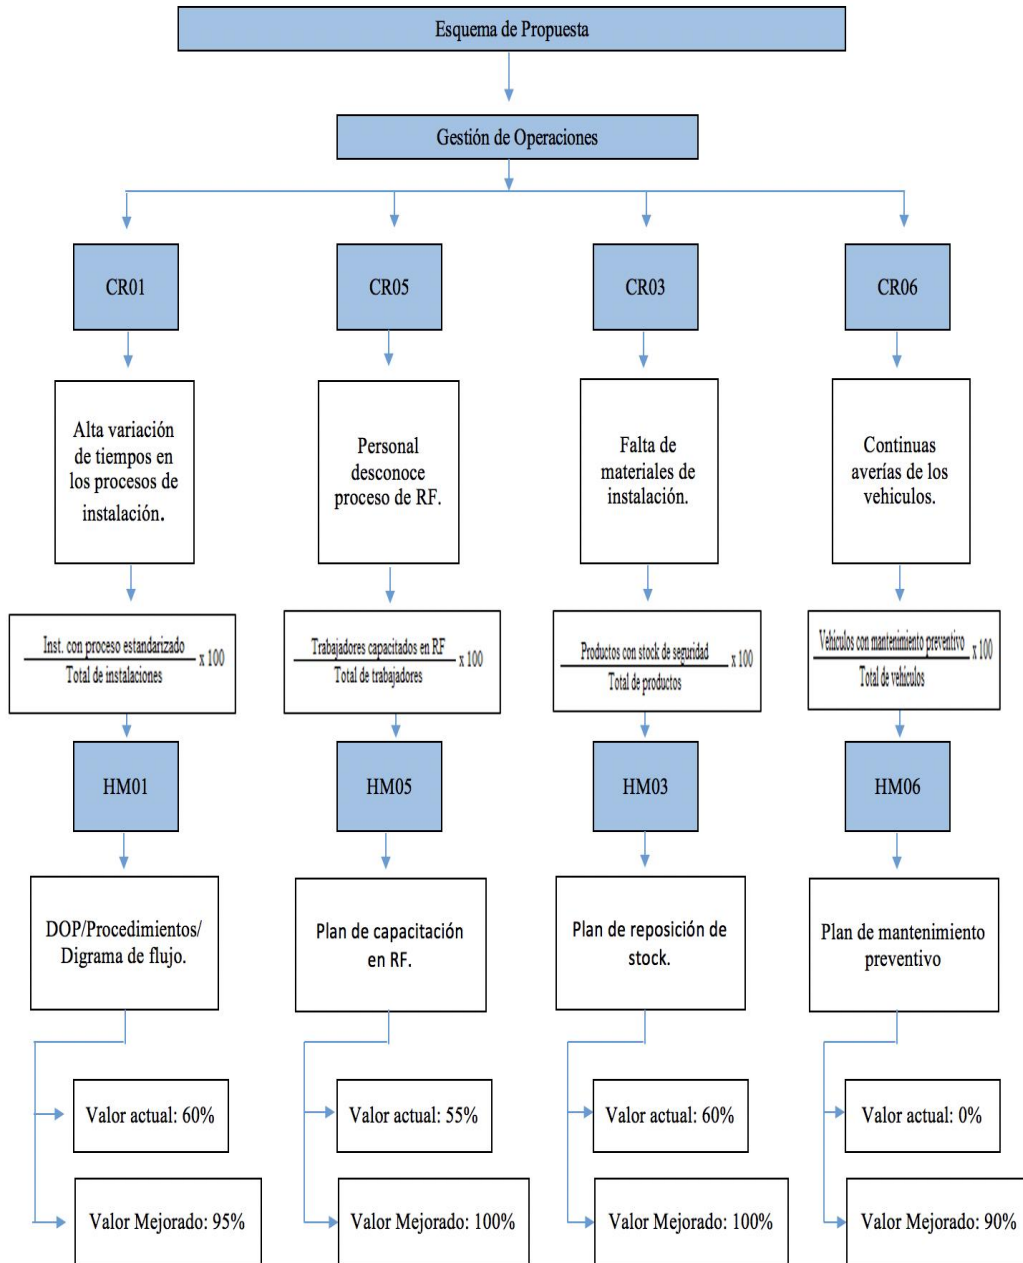 Esquema de Propuesta
Gestión de Operaciones
CR01
CR05
CR03
CR06
Alta variación
de tiempos en
los procesos de
instalación.
Personal
desconoce
proceso de RF.
Falta de
materiales de
instalación.
Continuas
averías de los
vehiculos.
Inst. con proceso estandarizado
Total de instalaciones
x 100
Trabajadores capacitados en RF
Total de trabajadores
x 100
Productos con stock de seguridad
Total de productos
x 100
Vehículos con mantenimiento preventivo
Total de vehículos
x 100
HM01
HM05
HM03
HM06
DOP/Procedimientos/
Digrama de flujo.
Plan de capacitación
en RF.
Plan de reposición de
stock.
Plan de mantenimiento
preventivo
Valor actual: 60%
Valor actual: 55%
Valor actual: 60%
Valor actual: 0%
Valor Mejorado: 95%
Valor Mejorado: 100%
Valor Mejorado: 100%
Valor Mejorado: 90%